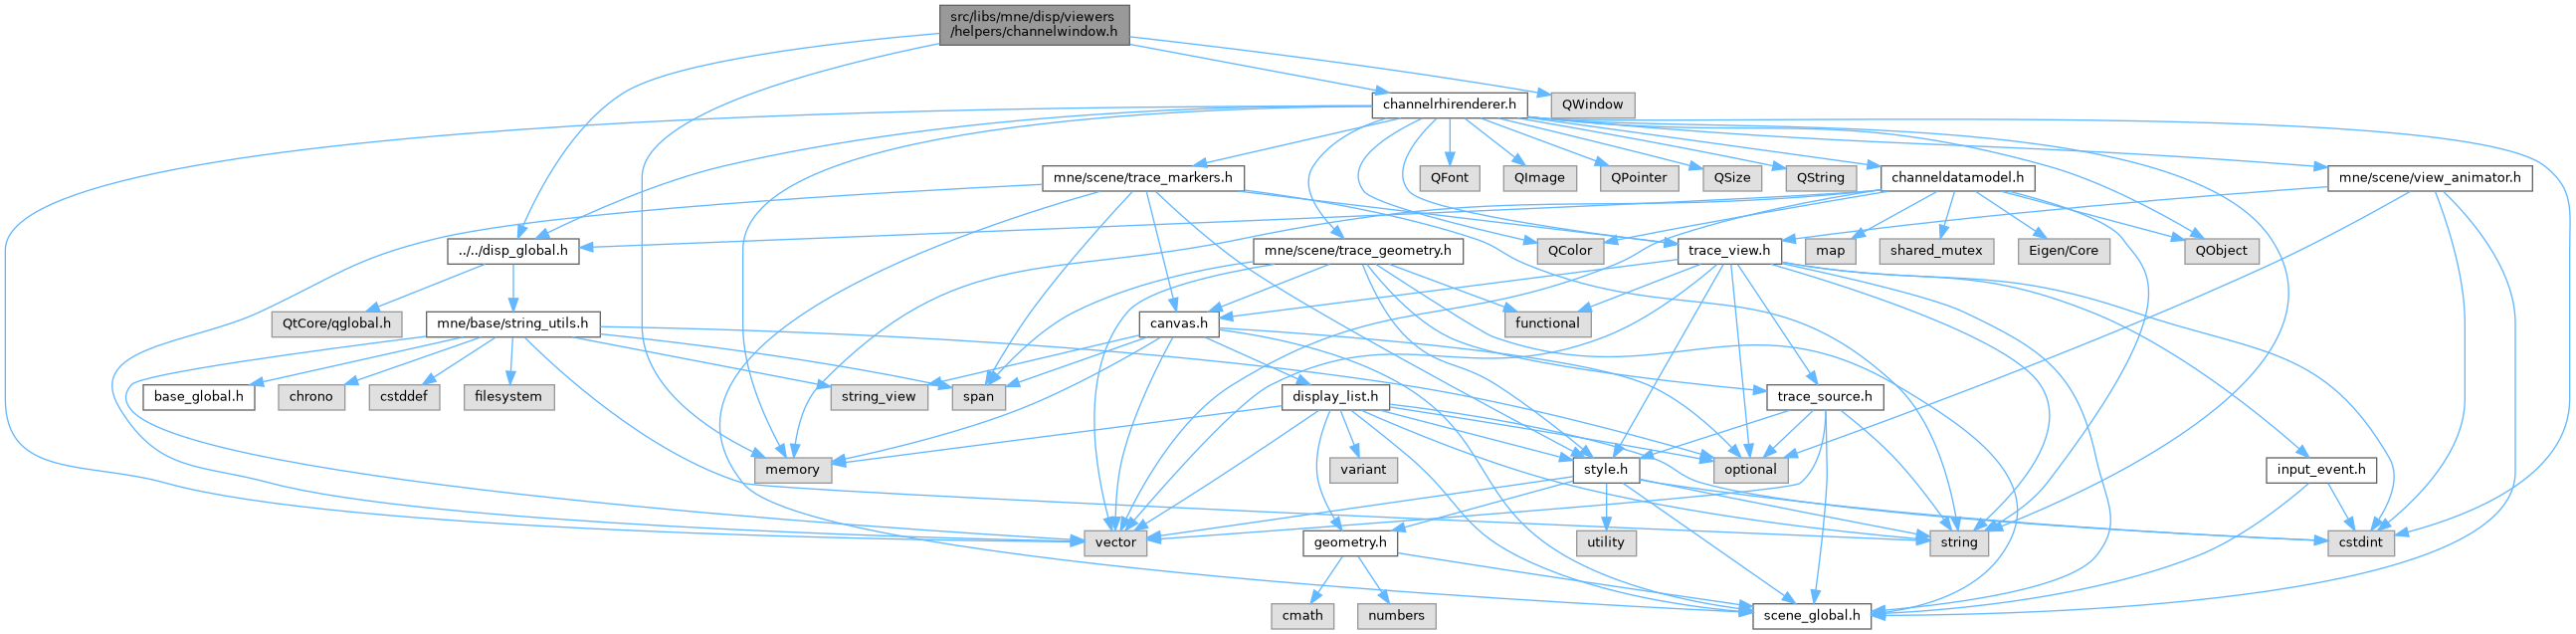 src/libs/mne/disp/viewers
/helpers/channelwindow.h
channelrhirenderer.h
QWindow
mne/scene/trace_markers.h
QFont
QImage
QPointer
QSize
QString
channeldatamodel.h
mne/scene/view_animator.h
../../disp_global.h
mne/scene/trace_geometry.h
QColor
trace_view.h
map
shared_mutex
Eigen/Core
QObject
QtCore/qglobal.h
mne/base/string_utils.h
canvas.h
functional
base_global.h
chrono
cstddef
filesystem
string_view
span
display_list.h
trace_source.h
memory
variant
style.h
optional
input_event.h
vector
geometry.h
utility
string
cstdint
cmath
numbers
scene_global.h